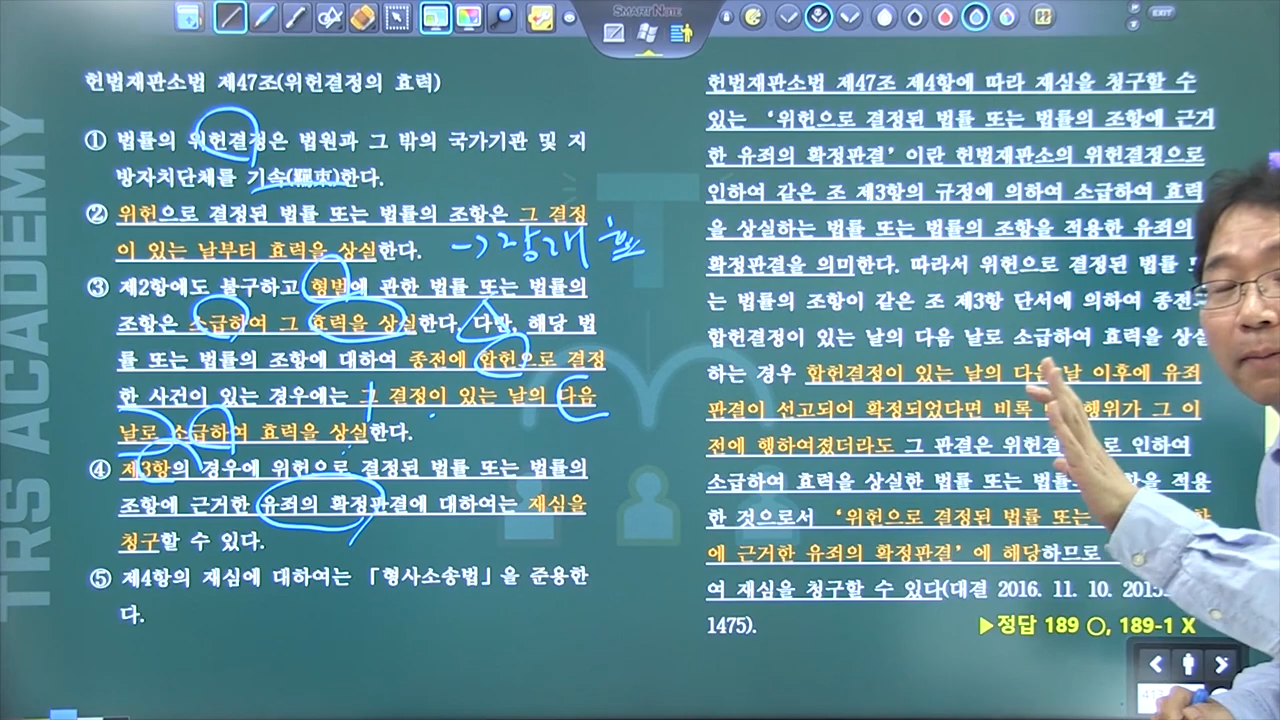 SMART NOTE
EXIT
헌법재판소법 제47조(위헌결정의 효력)
① 법률의 위헌결정은 법원과 그 밖의 국가기관 및 지
방자치단체를 기속(羈束)한다.
② 위헌으로 결정된 법률 또는 법률의 조항은 그 결정
이 있는 날부터 효력을 상실한다.
→장래효
③ 제2항에도 불구하고 형벌에 관한 법률 또는 법률의
조항은 소급하여 그 효력을 상실한다. 다만, 해당 법
률 또는 법률의 조항에 대하여 종전에 합헌으로 결정
한 사건이 있는 경우에는 그 결정이 있는 날의 다음
날로 소급하여 효력을 상실한다.
④ 제3항의 경우에 위헌으로 결정된 법률 또는 법률의
조항에 근거한 유죄의 확정판결에 대하여는 재심을
청구할 수 있다.
⑤ 제4항의 재심에 대하여는 「형사소송법」을 준용한
다.
헌법재판소법 제47조 제4항에 따라 재심을 청구할 수
있는 ‘위헌으로 결정된 법률 또는 법률의 조항에 근거
한 유죄의 확정판결’이란 헌법재판소의 위헌결정으로
인하여 같은 조 제3항의 규정에 의하여 소급하여 효력
을 상실하는 법률 또는 법률의 조항을 적용한 유죄의
확정판결을 의미한다. 따라서 위헌으로 결정된 법률
는 법률의 조항이 같은 조 제3항 단서에 의하여 종전
합헌결정이 있는 날의 다음 날로 소급하여 효력을 상실
하는 경우 합헌결정이 있는 날의 다음 날 이후에 유죄
판결이 선고되어 확정되었다면 비록 행위가 그 이
전에 행하여졌더라도 그 판결은 위헌결정으로 인하여
소급하여 효력을 상실한 법률 또는 법률의 조항을 적용
한 것으로서 ‘위헌으로 결정된 법률 또는
에 근거한 유죄의 확정판결’에 해당하므로
여 재심을 청구할 수 있다(대결 2016. 11. 10. 2015
1475).
▶정답 189 ○, 189-1 X
TRS ACADEMY